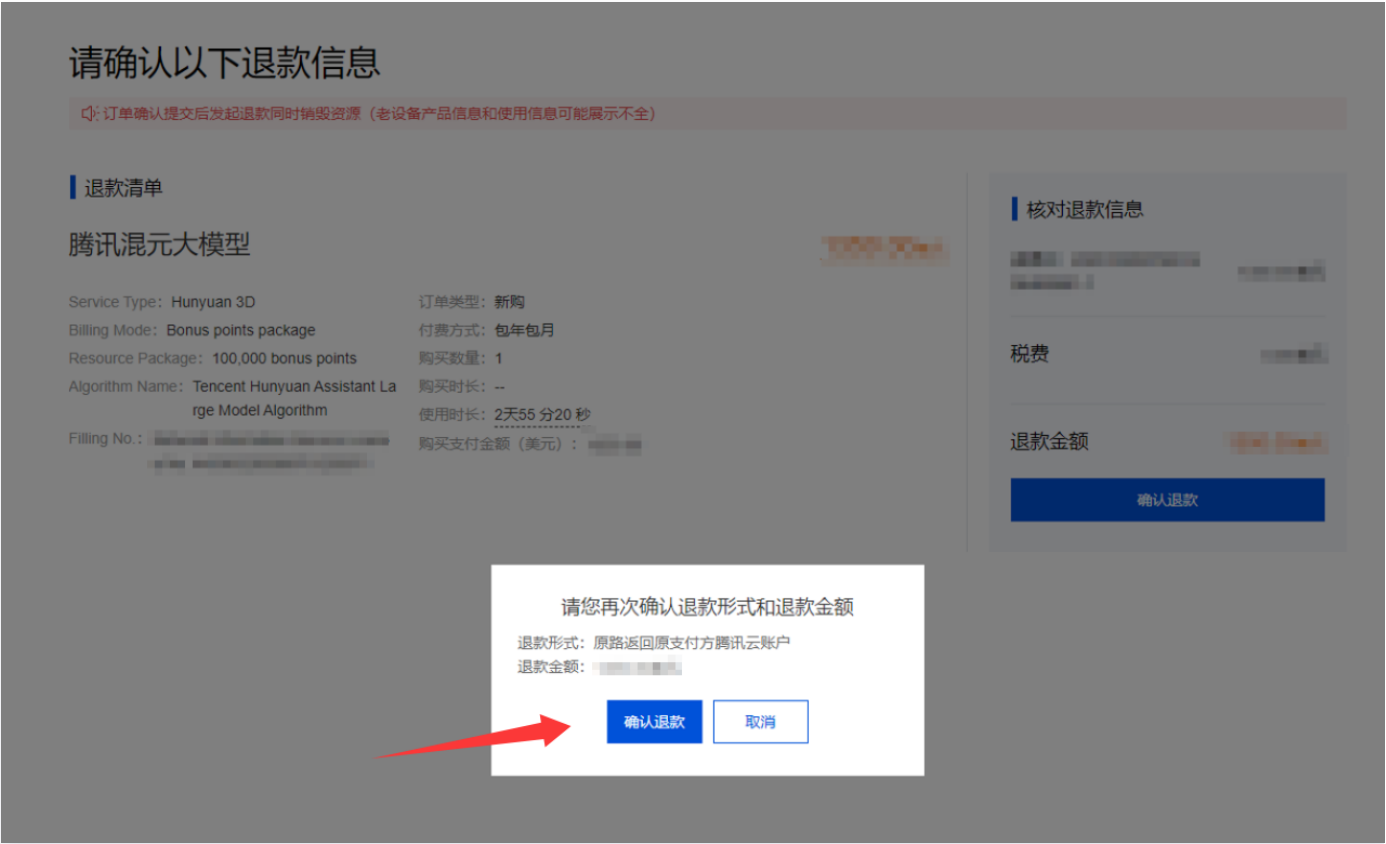 请确认以下退款信息
订单确认提交后发起退款同时销毁资源（老设备产品信息和使用信息可能展示不全）
退款清单
腾讯混元大模型
Service Type： Hunyuan 3D
Billing Mode： Bonus points package
Resource Package： 100,000 bonus points
Algorithm Name： Tencent Hunyuan Assistant La
rge Model Algorithm
Filling No.：
订单类型： 新购
付费方式： 包年包月
购买数量： 1
购买时长： --
使用时长： 2天55 分20 秒
购买支付金额（美元）：
核对退款信息
税费
退款金额
确认退款
请您再次确认退款形式和退款金额
退款形式： 原路返回原支付方腾讯云账户
退款金额：
确认退款
取消